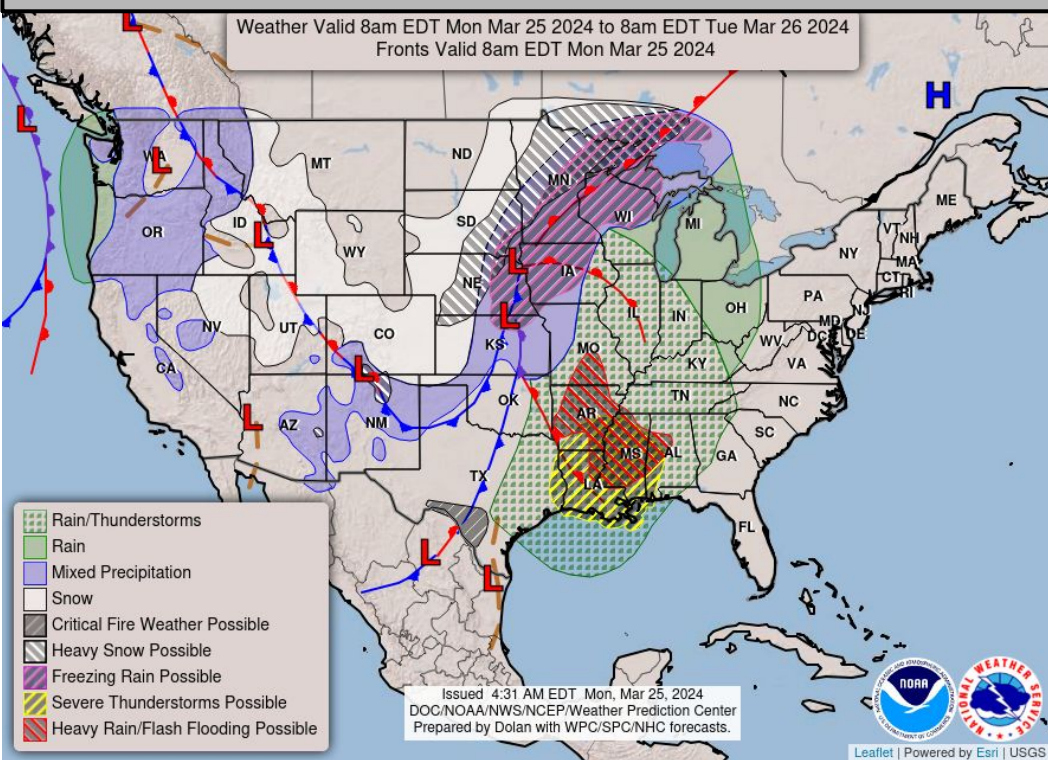 Weather Valid 8am EDT Mon Mar 25 2024 to 8am EDT Tue Mar 26 2024
Fronts Valid 8am EDT Mon Mar 25 2024
L
L
H
WA
L
MT
ND
MN
ME
OR
ID
L
SD
WI
MI
VT
NH
NY
MA
WY
L
NE
IA
CT
RI
NV
UT
CO
L
KS
IL
IN
OH
PA
NJ
MD
DE
DC
WV
VA
CA
L
MO
KY
OK
TN
NC
L
AZ
NM
AR
SC
MS
AL
GA
TX
LA
FL
L
L
Rain/Thunderstorms
Rain
Mixed Precipitation
Snow
Critical Fire Weather Possible
Heavy Snow Possible
Freezing Rain Possible
Severe Thunderstorms Possible
Heavy Rain/Flash Flooding Possible
Issued 4:31 AM EDT Mon, Mar 25, 2024
DOC/NOAA/NWS/NCEP/Weather Prediction Center
Prepared by Dolan with WPC/SPC/NHC forecasts.
NOAA
NATIONAL WEATHER SERVICE
Leaflet | Powered by Esri | USGS